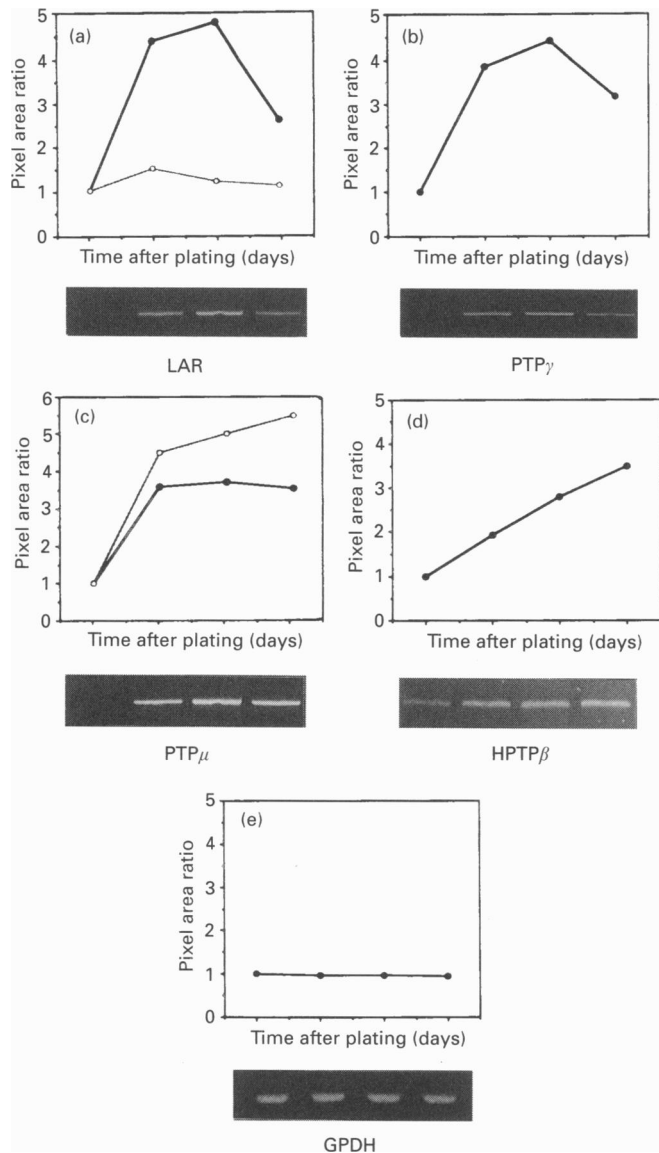 (a)
Pixel area ratio
5
4
3
2
1
0
Time after plating (days)
LAR
(b)
Pixel area ratio
5
4
3
2
1
0
Time after plating (days)
PTPγ
(c)
Pixel area ratio
6
5
4
3
2
1
0
Time after plating (days)
PTPμ
(d)
Pixel area ratio
5
4
3
2
1
0
Time after plating (days)
HPTPβ
(e)
Pixel area ratio
5
4
3
2
1
0
Time after plating (days)
GPDH